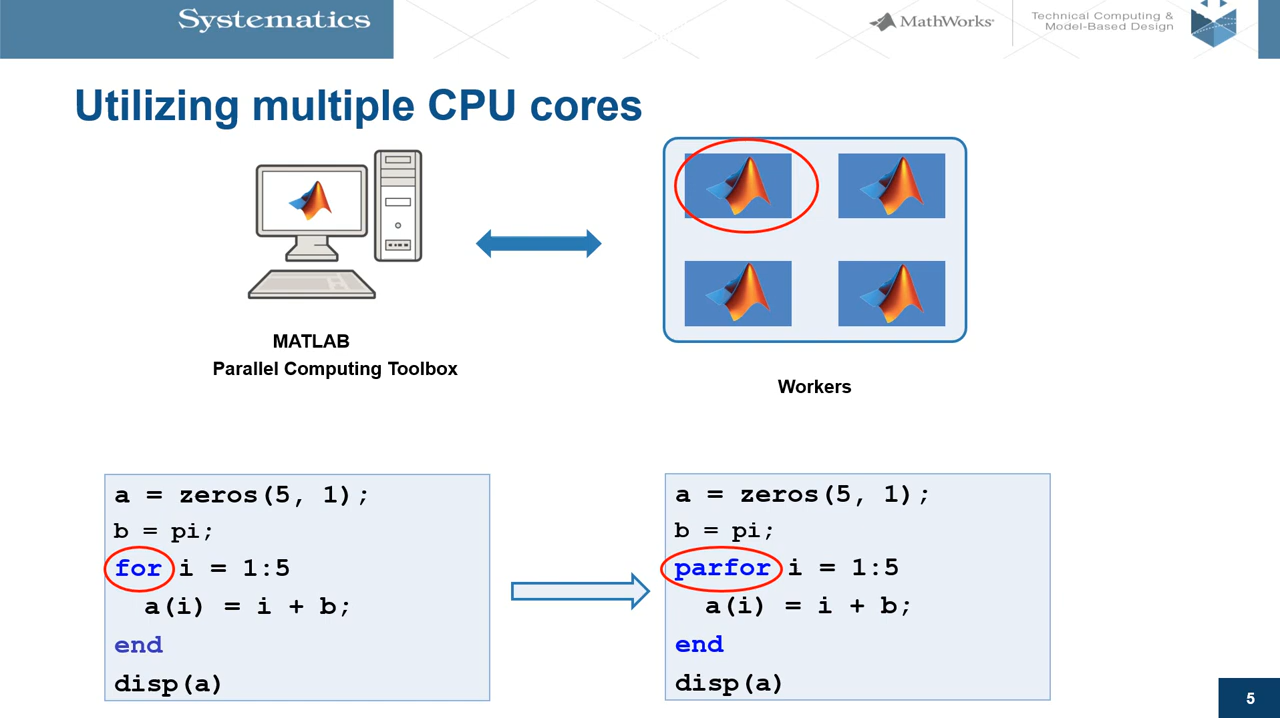 Systematics
MathWorks
Technical Computing &
Model-Based Design
Utilizing multiple CPU cores
MATLAB
Parallel Computing Toolbox
Workers
a = zeros(5, 1);
b = pi;
for i = 1:5
a(i) = i + b;
end
disp(a)
a = zeros(5, 1);
b = pi;
parfor i = 1:5
a(i) = i + b;
end
disp(a)
5